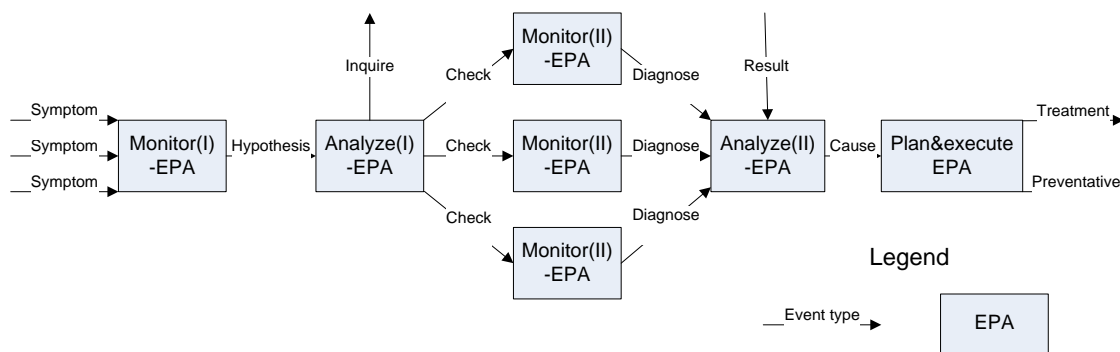 Monitor(II)
-EPA
Inquire
Check
Diagnose
Result
Symptom
Symptom
Symptom
Monitor(I)
-EPA
Hypothesis
Analyze(I)
-EPA
Check
Monitor(II)
-EPA
Diagnose
Analyze(II)
-EPA
Cause
Plan&execute
EPA
Treatment
Preventative
Check
Monitor(II)
-EPA
Diagnose
Legend
Event type
EPA